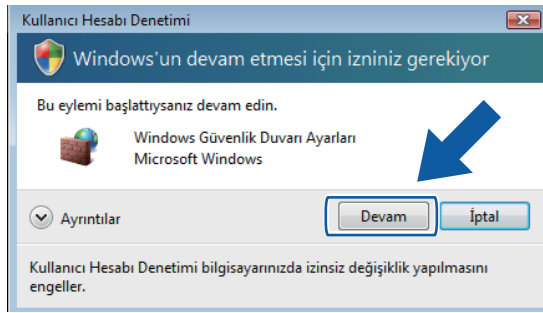 Kullanıcı Hesabı Denetimi
Windows'un devam etmesi için izniniz gerekiyor
Bu eylemi başlattıysanız devam edin.
Windows Güvenlik Duvarı Ayarları
Microsoft Windows
Ayrıntılar
Devam
İptal
Kullanıcı Hesabı Denetimi bilgisayarınızda izinsiz değişiklik yapılmasını
engeller.